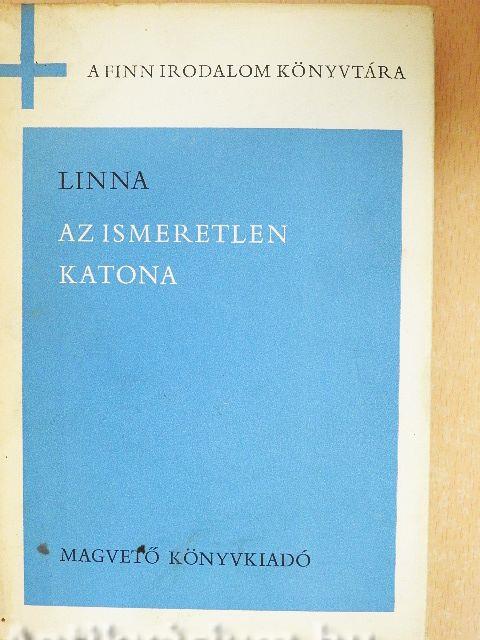 A FINN IRODALOM KÖNYVTÁRA
LINNA
AZ ISMERETLEN
KATONA
MAGVETŐ KÖNYVKIADÓ